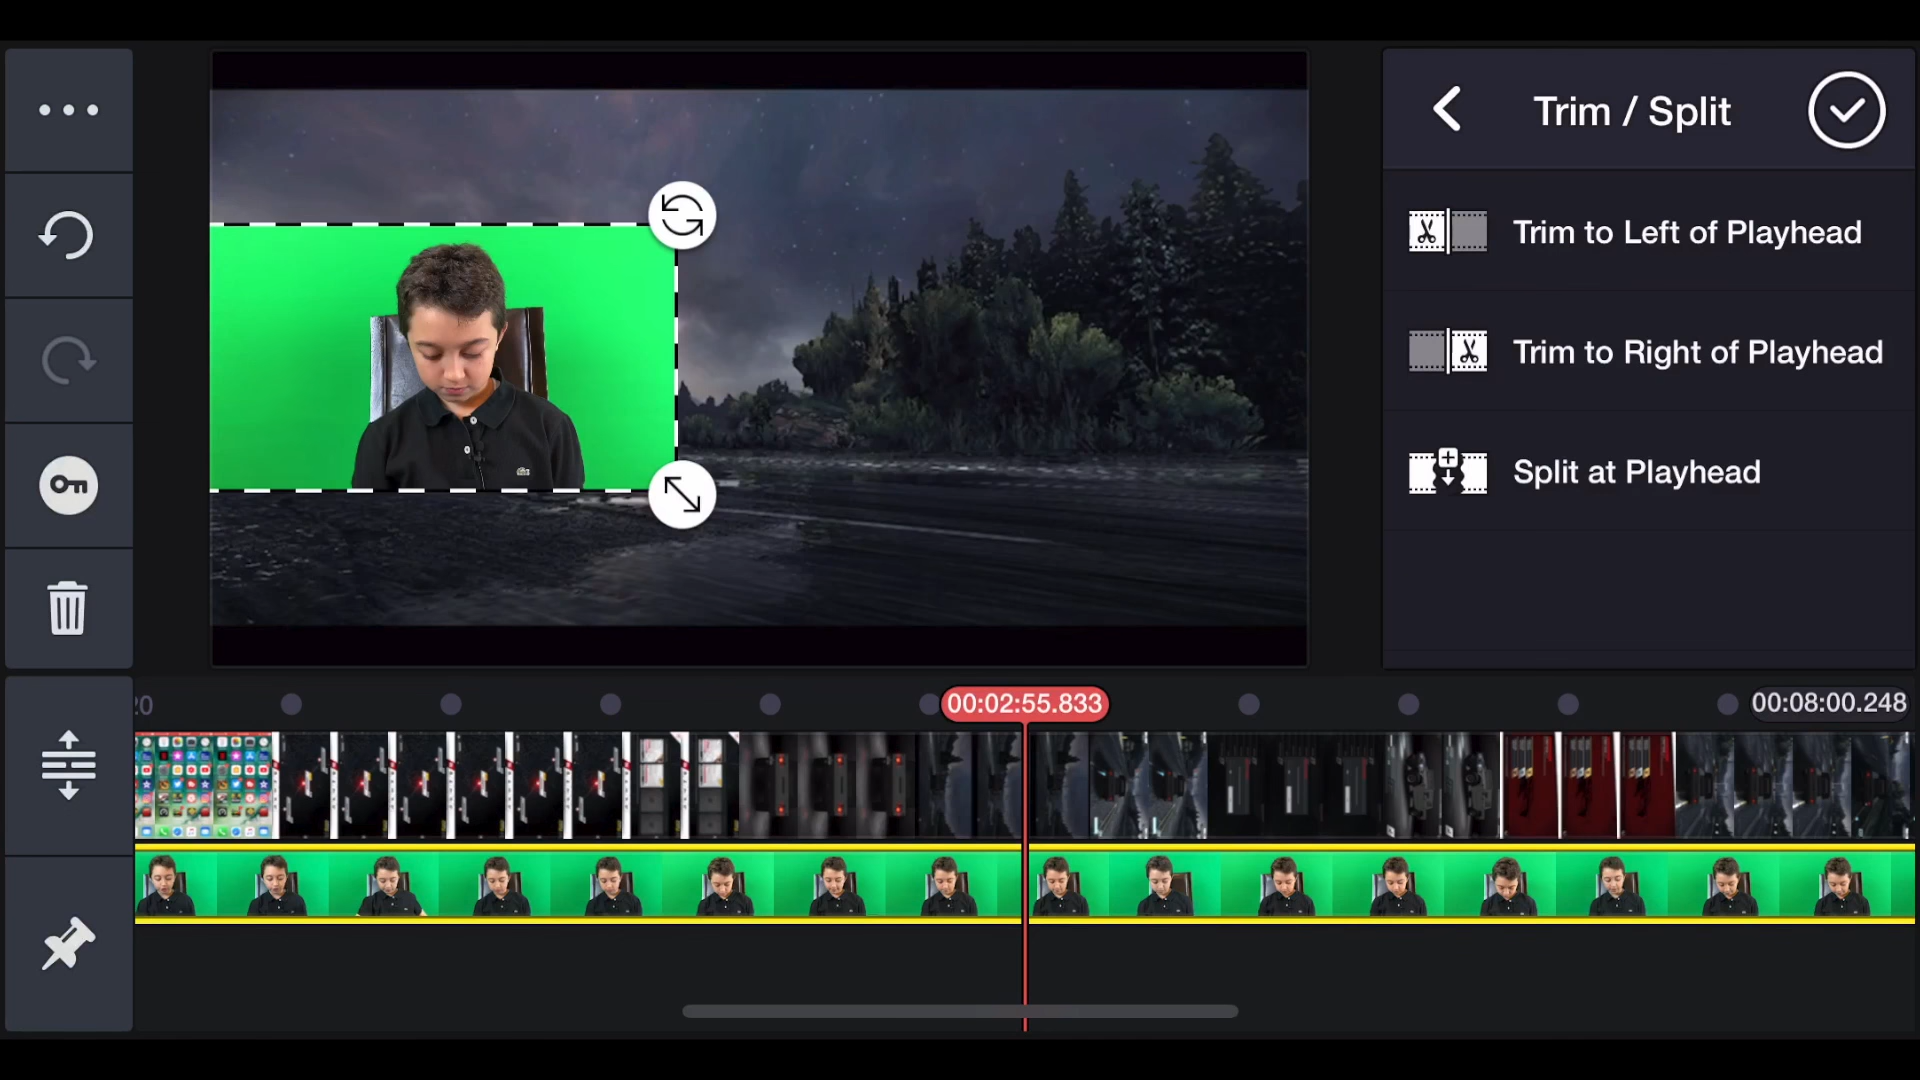 Trim / Split
Trim to Left of Playhead
Trim to Right of Playhead
Split at Playhead
20
00:02:55.833
00:08:00.248